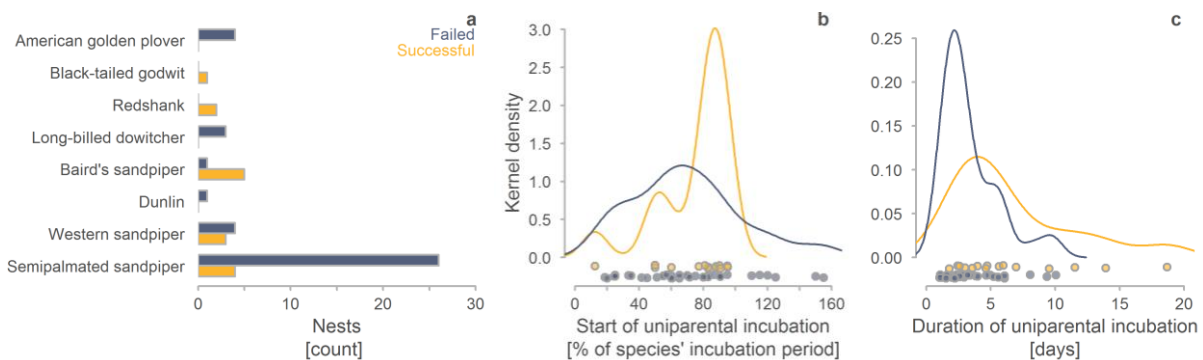 a
Failed
Successful
American golden plover
Black-tailed godwit
Redshank
Long-billed dowitcher
Baird's sandpiper
Dunlin
Western sandpiper
Semipalmated sandpiper
0
10
20
30
Nests
[count]
b
Kernel density
3.0
2.5
2.0
1.5
1.0
0.5
0.0
0
40
80
120
160
Start of uniparental incubation
[% of species' incubation period]
c
0.25
0.20
0.15
0.10
0.05
0.00
0
5
10
15
20
Duration of uniparental incubation
[days]